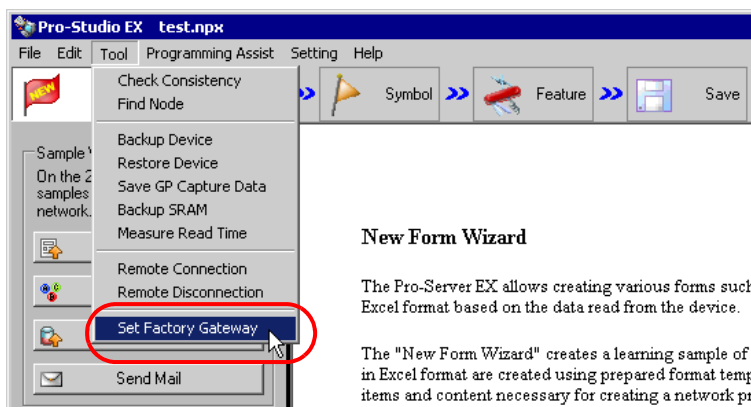 Pro-Studio EX test.npx
File Edit Tool Programming Assist Setting Help
NEW
Symbol
Feature
Save
Check Consistency
Find Node
Backup Device
Restore Device
Save GP Capture Data
Backup SRAM
Measure Read Time
Remote Connection
Remote Disconnection
Set Factory Gateway
Sample
On the 2
samples
network.
Send Mail
New Form Wizard
The Pro-Server EX allows creating various forms such
Excel format based on the data read from the device.
The "New Form Wizard" creates a learning sample of
in Excel format are created using prepared format temp
items and content necessary for creating a network pr